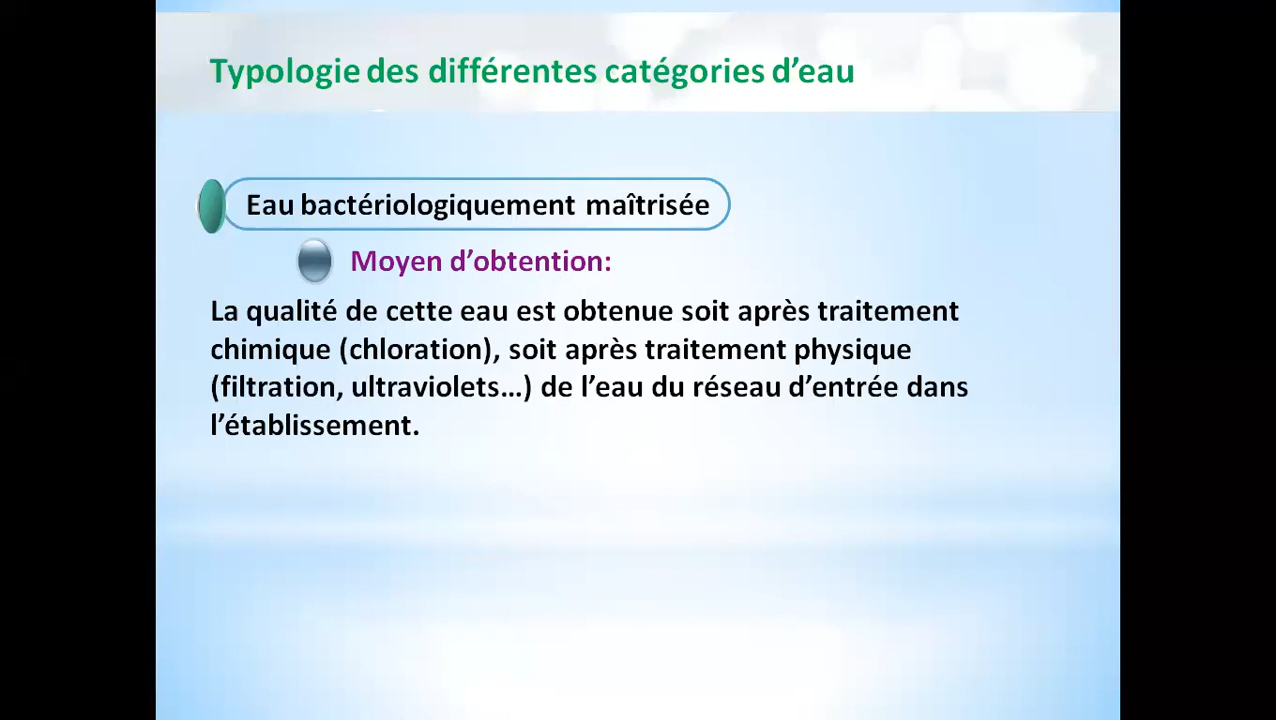 Typologie des différentes catégories d’eau
Eau bactériologiquement maîtrisée
Moyen d’obtention:
La qualité de cette eau est obtenue soit après traitement
chimique (chloration), soit après traitement physique
(filtration, ultraviolets…) de l’eau du réseau d’entrée dans
l’établissement.